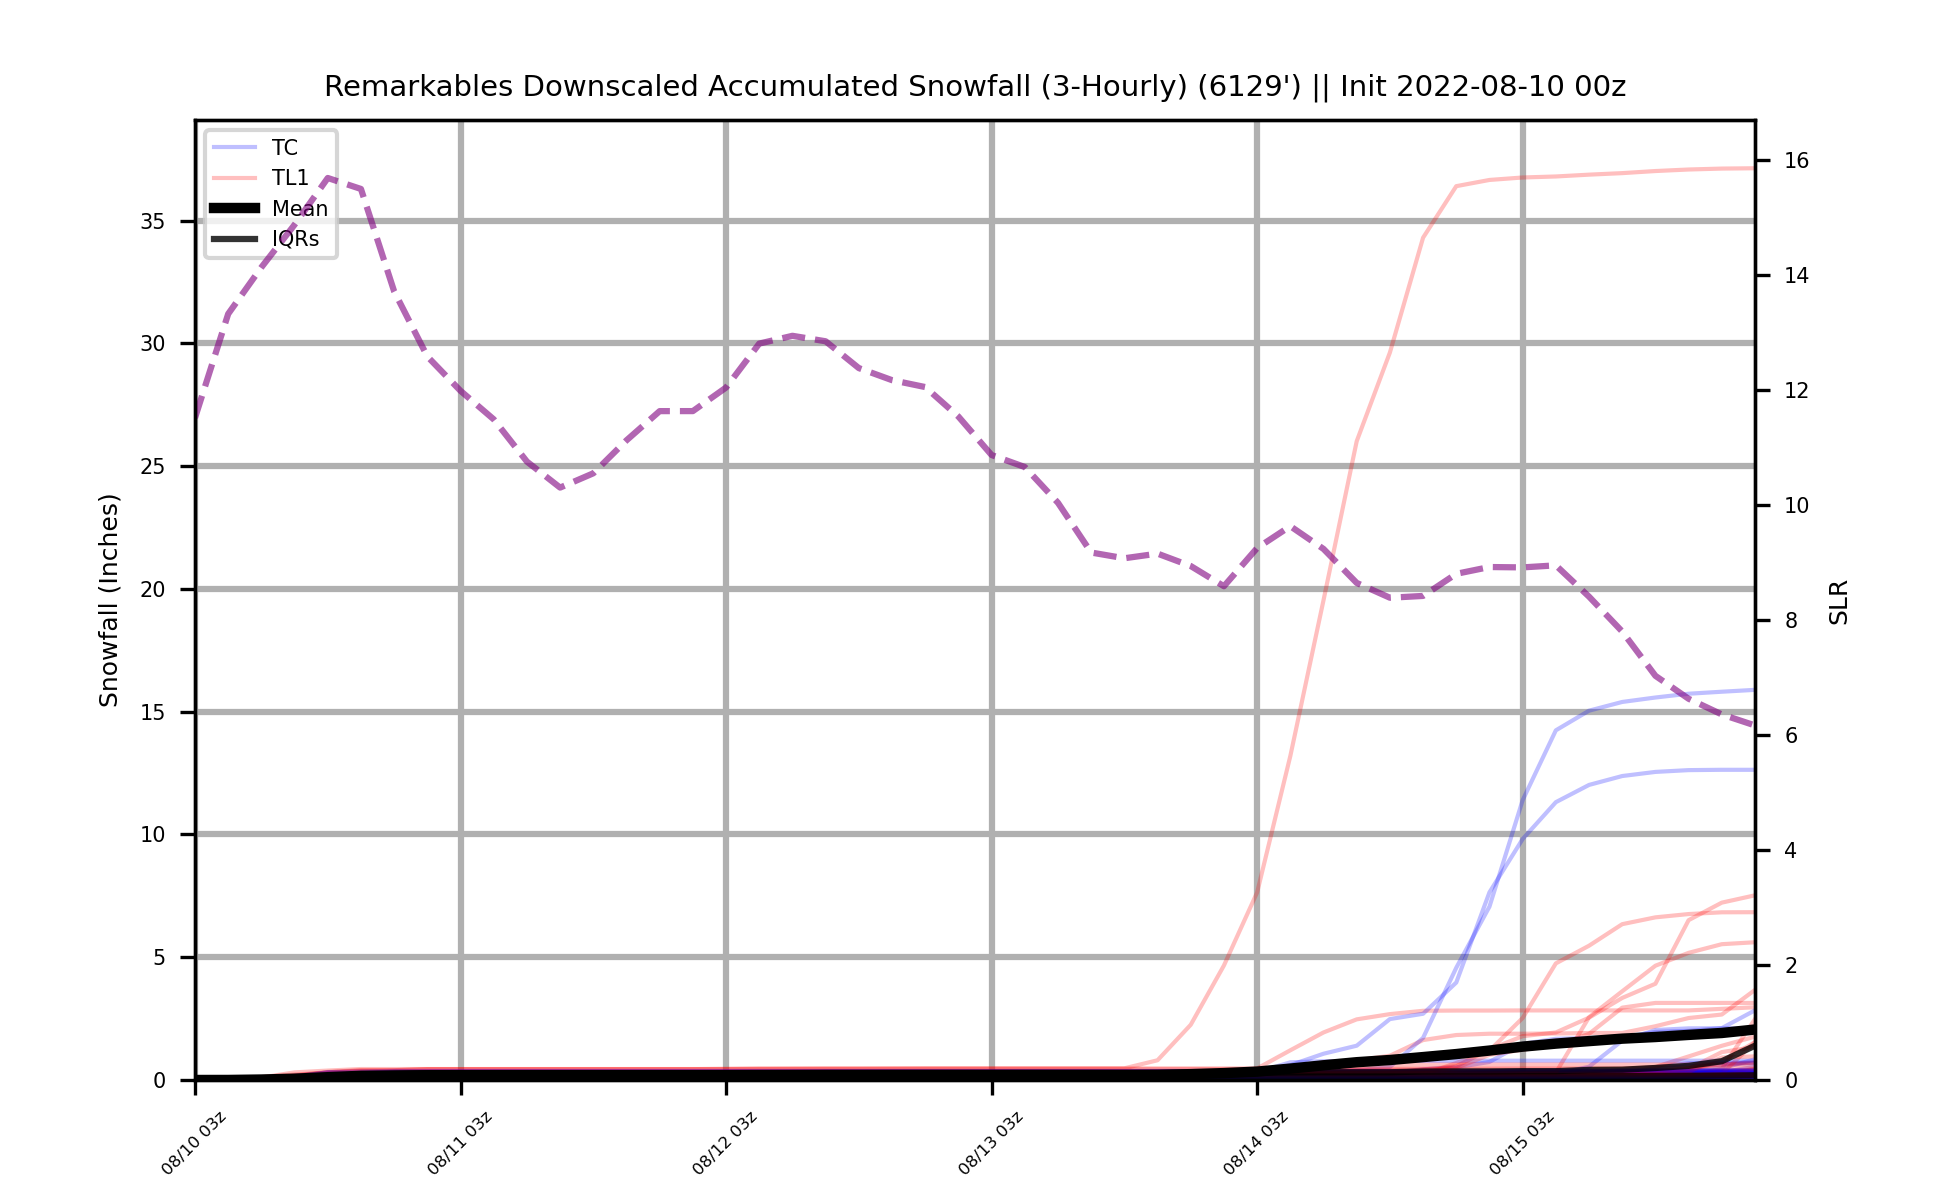 Remarkables Downscaled Accumulated Snowfall (3-Hourly) (6129') || Init 2022-08-10 00z
TC
TL1
Mean
IQRs
35
30
25
20
15
10
5
0
Snowfall (Inches)
16
14
12
10
8
6
4
2
0
SLR
08/10 03z
08/11 03z
08/12 03z
08/13 03z
08/14 03z
08/15 03z